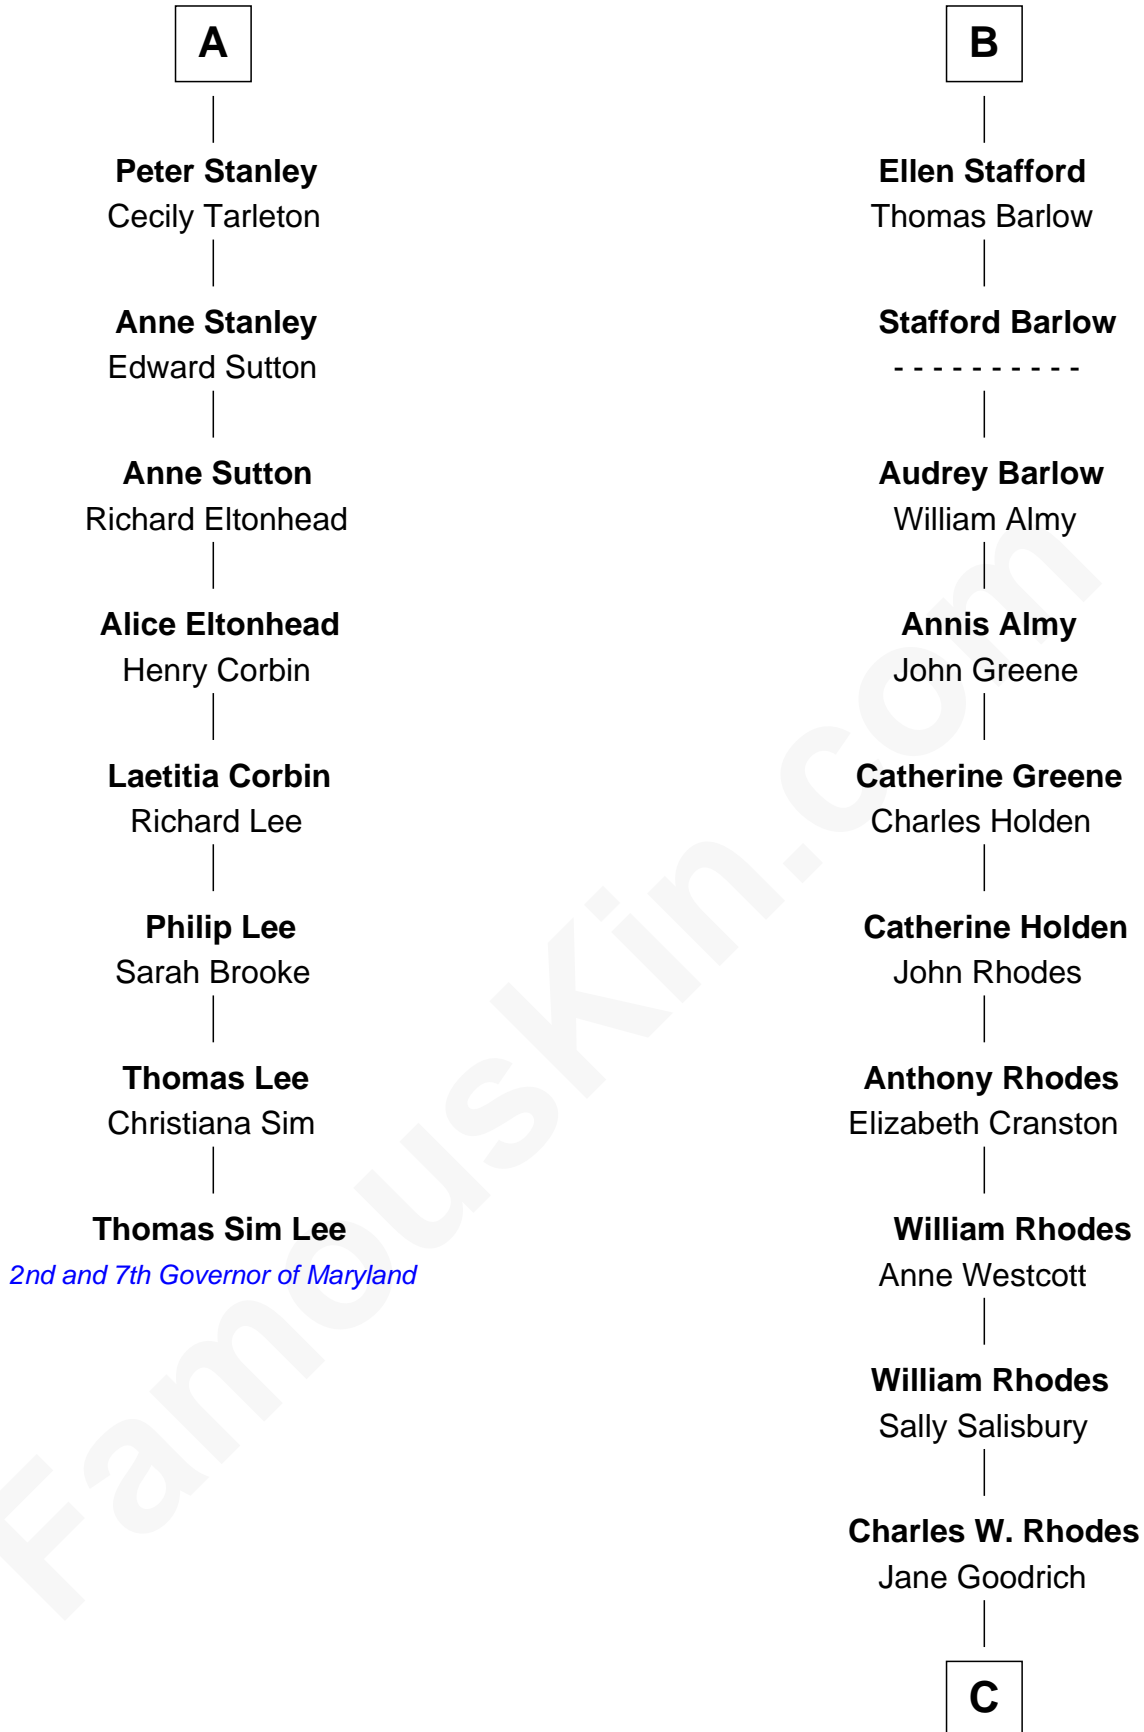 A
Peter Stanley
Cecily Tarleton
Anne Stanley
Edward Sutton
Anne Sutton
Richard Eltonhead
Alice Eltonhead
Henry Corbin
Laetitia Corbin
Richard Lee
Philip Lee
Sarah Brooke
Thomas Lee
Christiana Sim
Thomas Sim Lee
2nd and 7th Governor of Maryland
B
Ellen Stafford
Thomas Barlow
Stafford Barlow
- - - - - - - - - -
Audrey Barlow
William Almy
Annis Almy
John Greene
Catherine Greene
Charles Holden
Catherine Holden
John Rhodes
Anthony Rhodes
Elizabeth Cranston
William Rhodes
Anne Westcott
William Rhodes
Sally Salisbury
Charles W. Rhodes
Jane Goodrich
C
FamousKin.com